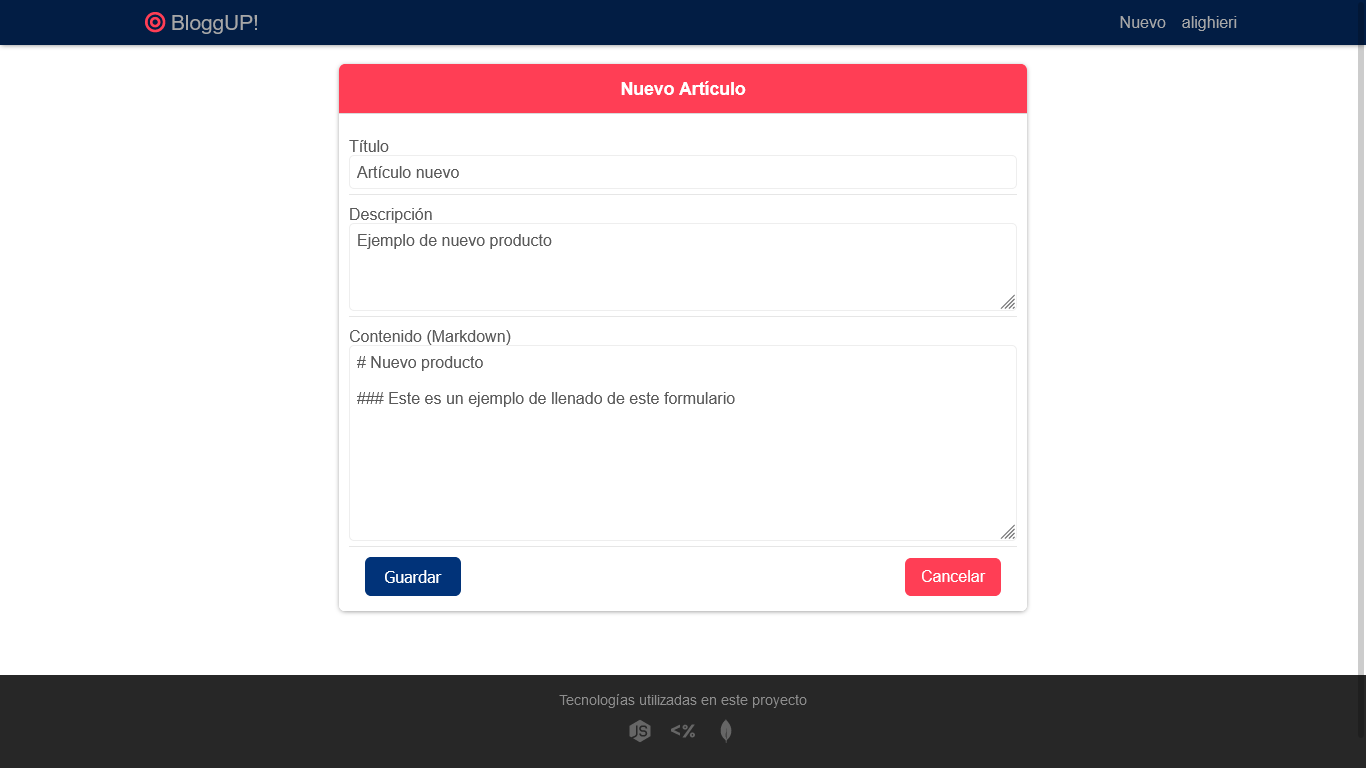 BloggUP!
Nuevo alighieri
Nuevo Artículo
Título
Artículo nuevo
Descripción
Ejemplo de nuevo producto
Contenido (Markdown)
# Nuevo producto
### Este es un ejemplo de llenado de este formulario
Guardar
Cancelar
Tecnologías utilizadas en este proyecto
JS <%